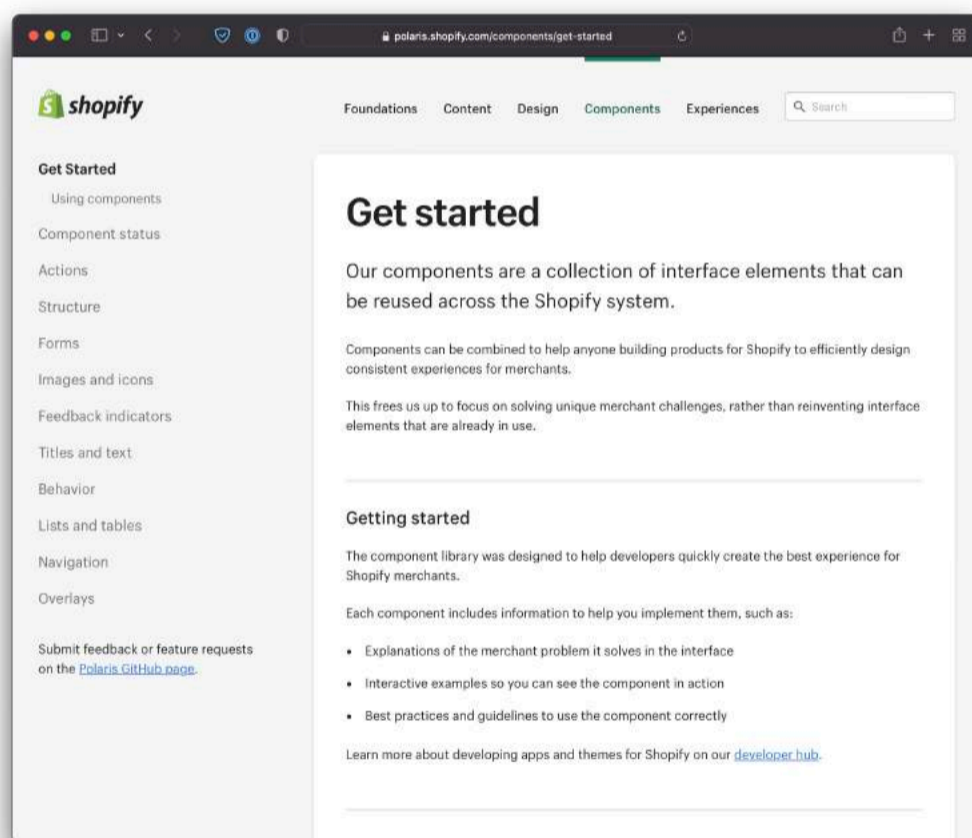 polaris.shopify.com/components/get-started
shopify
Foundations Content Design Components Experiences Search
Get Started
Using components
Component status
Actions
Structure
Forms
Images and icons
Feedback indicators
Titles and text
Behavior
Lists and tables
Navigation
Overlays
Submit feedback or feature requests
on the Polaris GitHub page.
Get started
Our components are a collection of interface elements that can
be reused across the Shopify system.
Components can be combined to help anyone building products for Shopify to efficiently design
consistent experiences for merchants.
This frees us up to focus on solving unique merchant challenges, rather than reinventing interface
elements that are already in use.
Getting started
The component library was designed to help developers quickly create the best experience for
Shopify merchants.
Each component includes information to help you implement them, such as:
• Explanations of the merchant problem it solves in the interface
• Interactive examples so you can see the component in action
• Best practices and guidelines to use the component correctly
Learn more about developing apps and themes for Shopify on our developer hub.